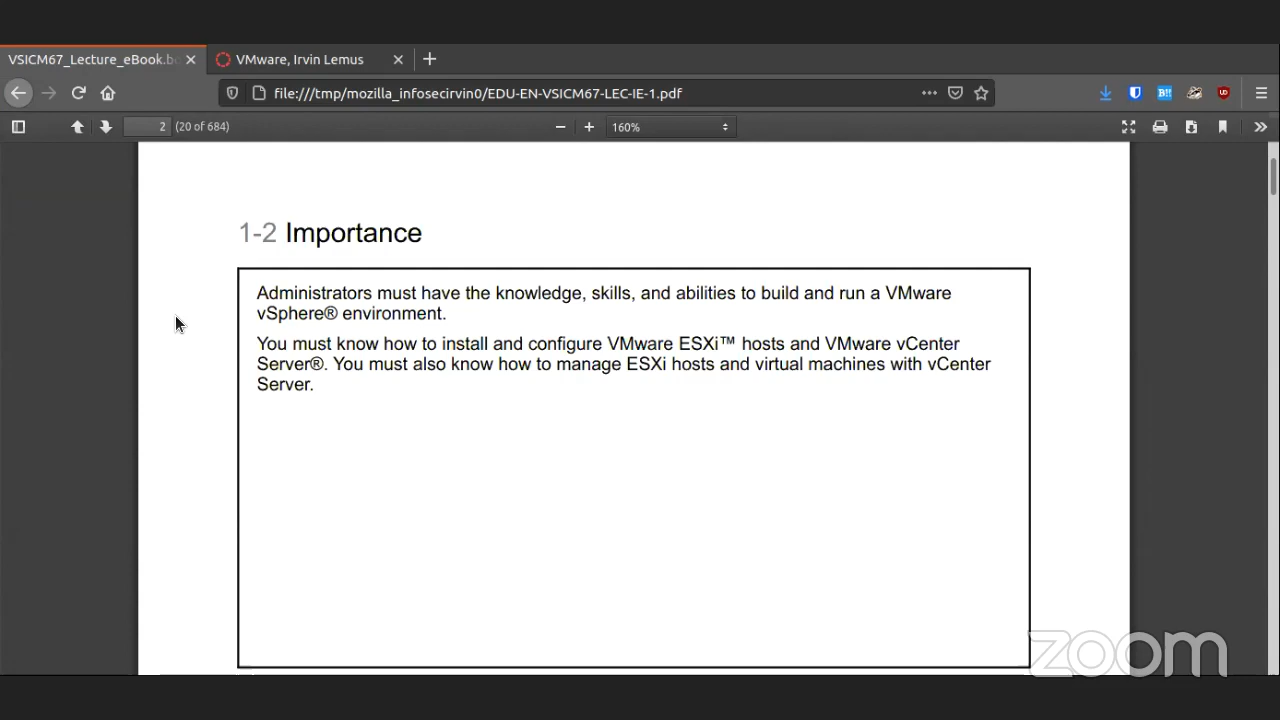 VSICM67_Lecture_eBook.b
VMware, Irvin Lemus
file:///tmp/mozilla_infosecirvin0/EDU-EN-VSICM67-LEC-IE-1.pdf
2 (20 of 684)
160%
1-2 Importance
Administrators must have the knowledge, skills, and abilities to build and run a VMware
vSphere® environment.
You must know how to install and configure VMware ESXi™ hosts and VMware vCenter
Server®. You must also know how to manage ESXi hosts and virtual machines with vCenter
Server.
zoom